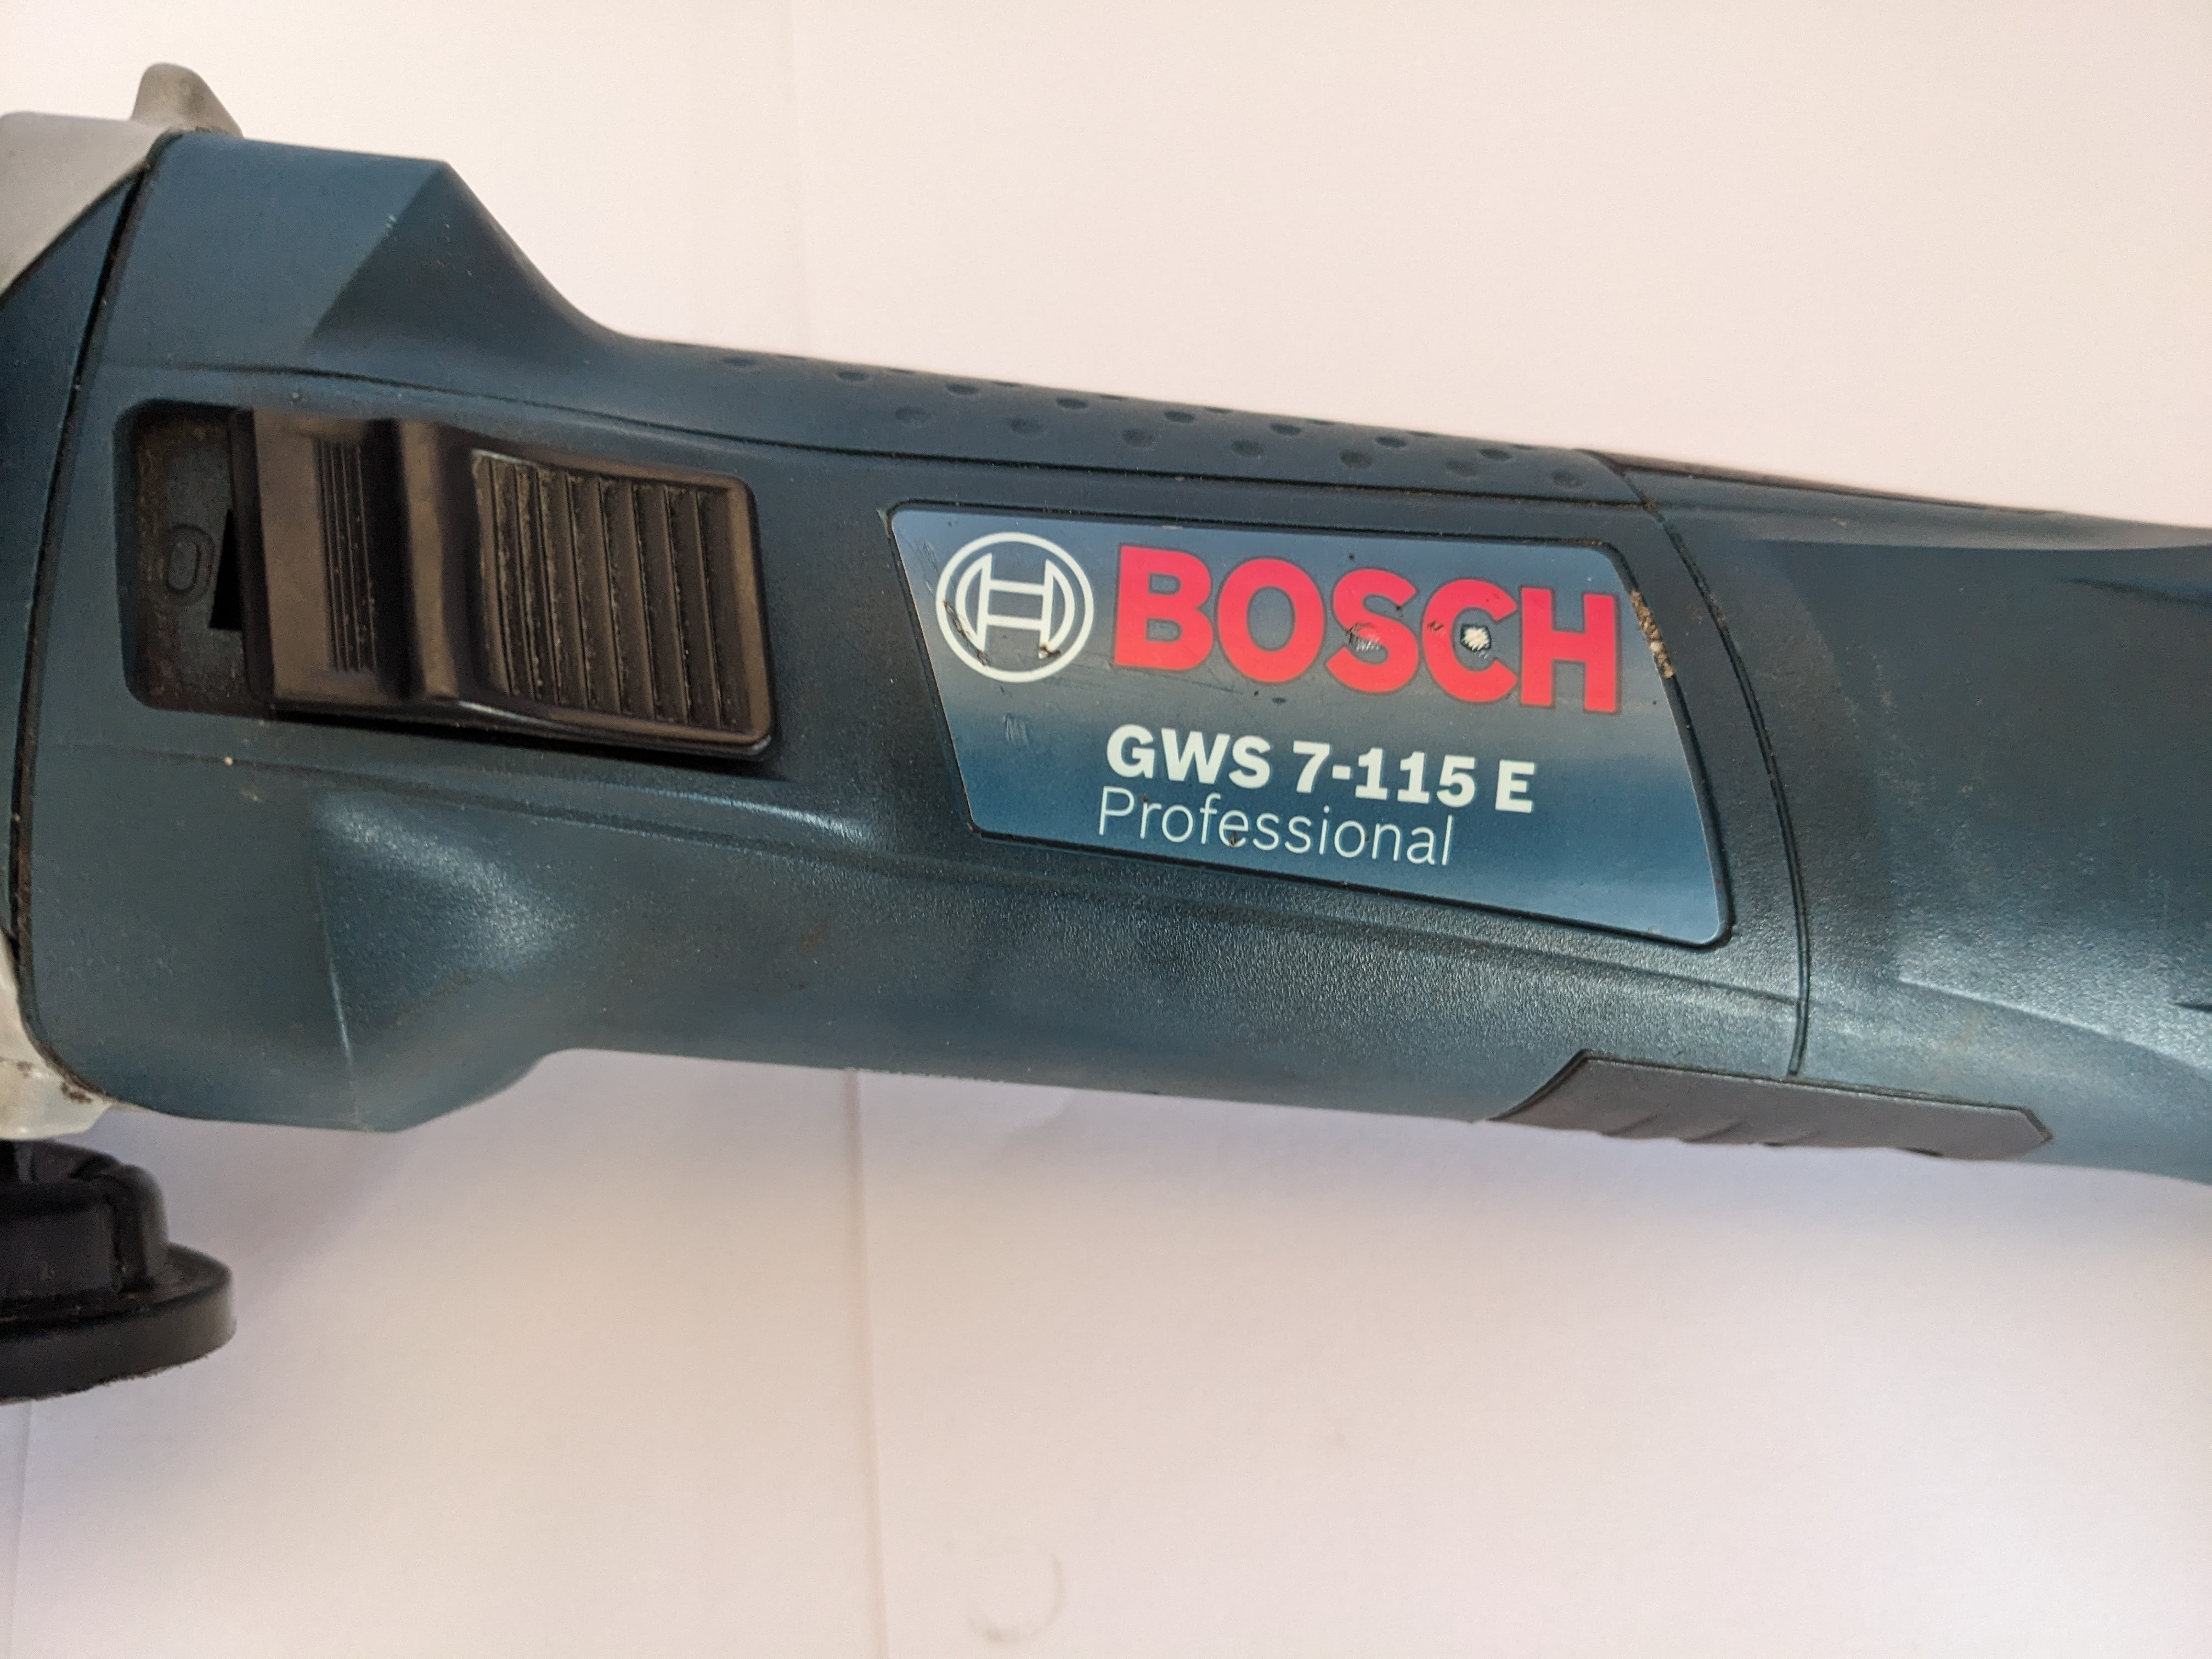 O
BOSCH
GWS 7-115 E
Professional